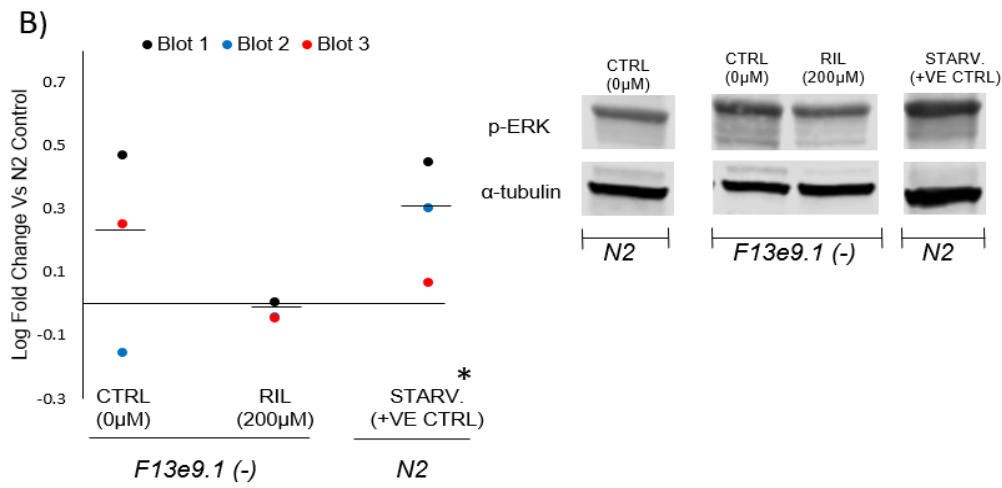 B)
Blot 1
Blot 2
Blot 3
Log Fold Change Vs N2 Control
0.7
0.5
0.3
0.1
-0.1
-0.3
*
CTRL
(0µM)
RIL
(200µM)
STARV.
(+VE CTRL)
F13e9.1 (-)
N2
CTRL
(0µM)
CTRL
(0µM)
RIL
(200µM)
STARV.
(+VE CTRL)
p-ERK
α-tubulin
N2
F13e9.1 (-)
N2